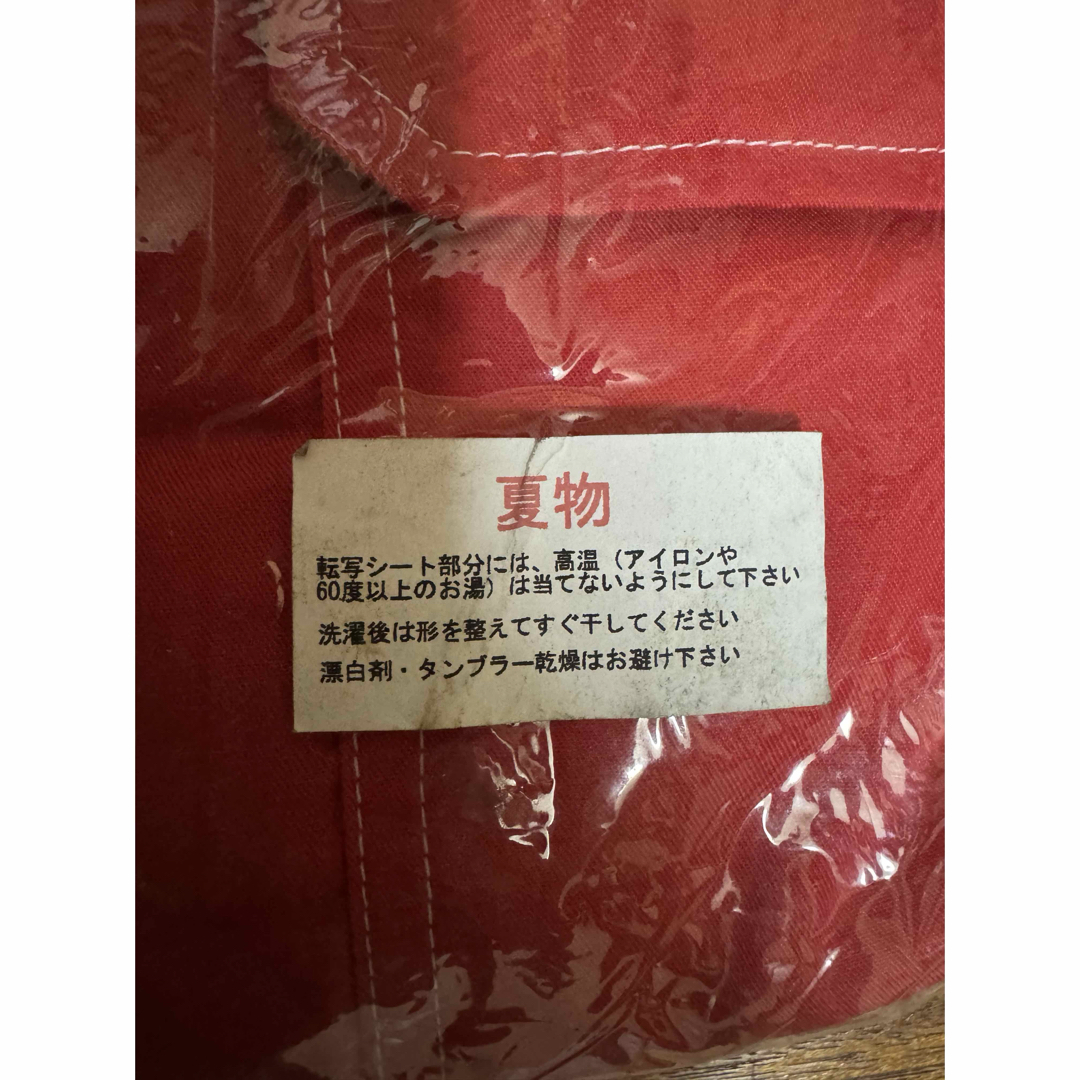 夏物
転写シート部分には、高温（アイロンや
60度以上のお湯）は当てないようにして下さい
洗濯後は形を整えてすぐ干してください
漂白剤・タンブラー乾燥はお避け下さい